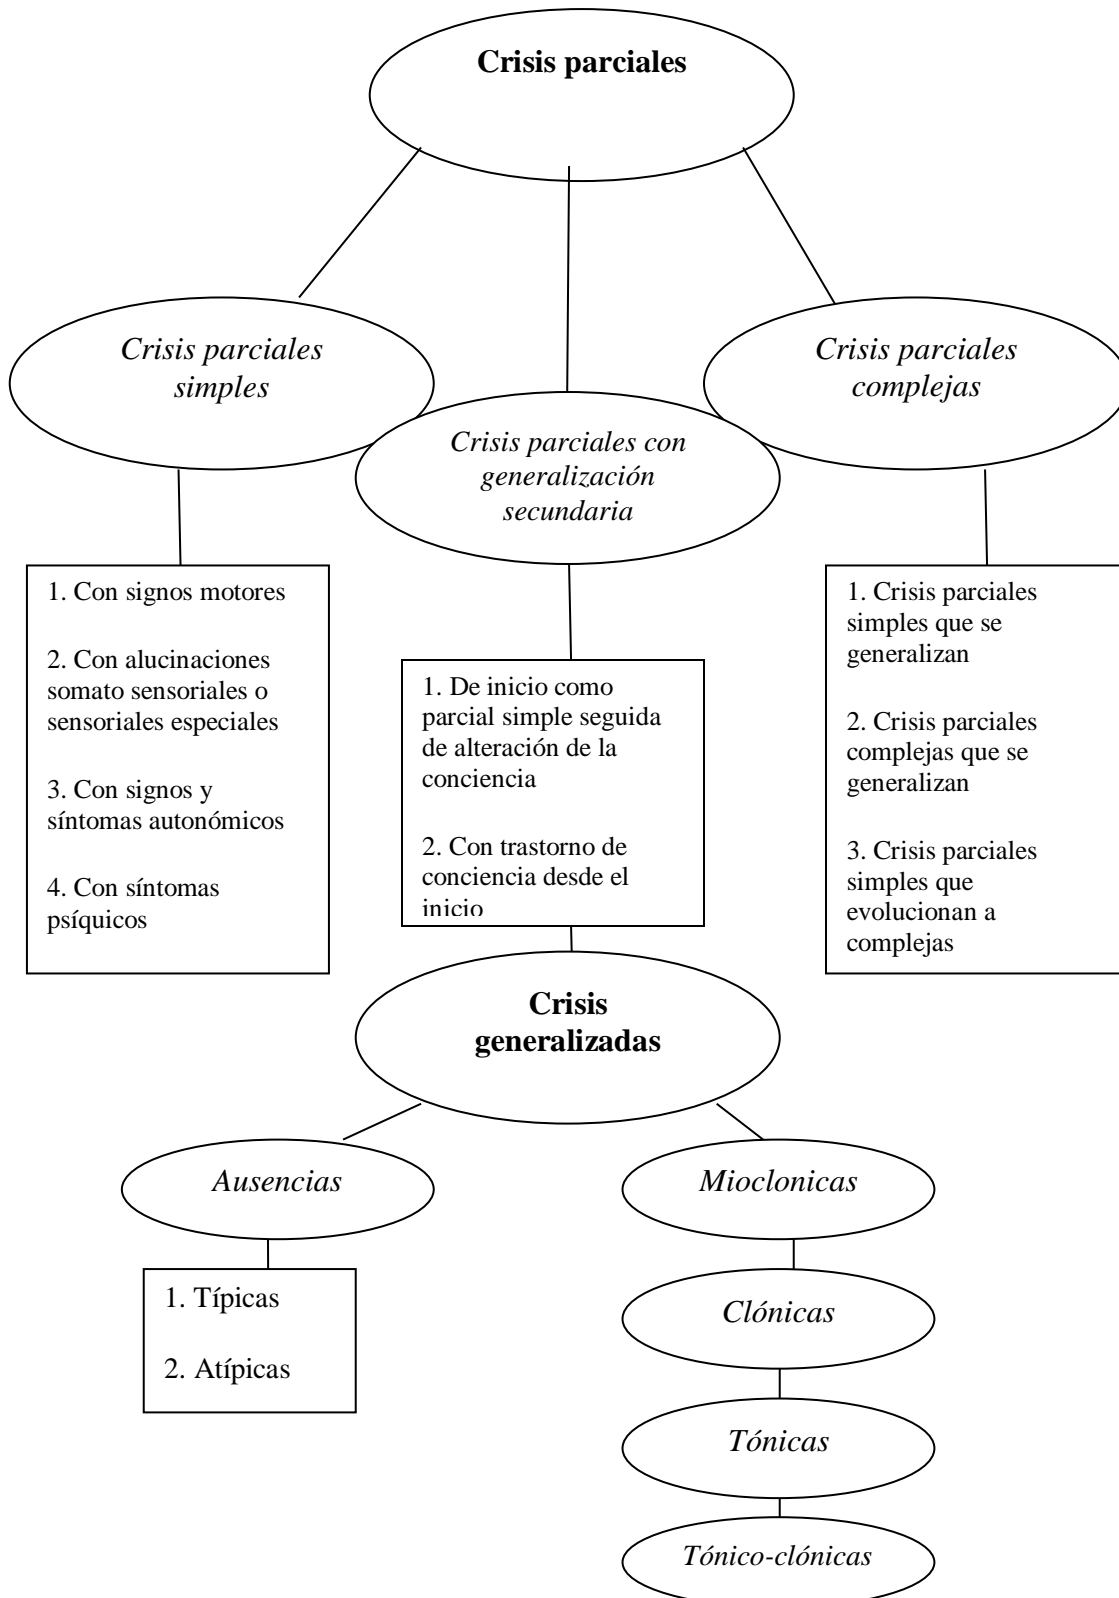 Crisis parciales
Crisis parciales
simples
Crisis parciales con
generalización
secundaria
Crisis parciales
complejas
1. Con signos motores
2. Con alucinaciones
somato sensoriales o
sensoriales especiales
3. Con signos y
síntomas autonómicos
4. Con síntomas
psíquicos
1. De inicio como
parcial simple seguida
de alteración de la
conciencia
2. Con trastorno de
conciencia desde el
inicio
1. Crisis parciales
simples que se
generalizan
2. Crisis parciales
complejas que se
generalizan
3. Crisis parciales
simples que
evolucionan a
complejas
Crisis
generalizadas
Ausencias
1. Típicas
2. Atípicas
Mioclonicas
Clónicas
Tónicas
Tónico-clónicas